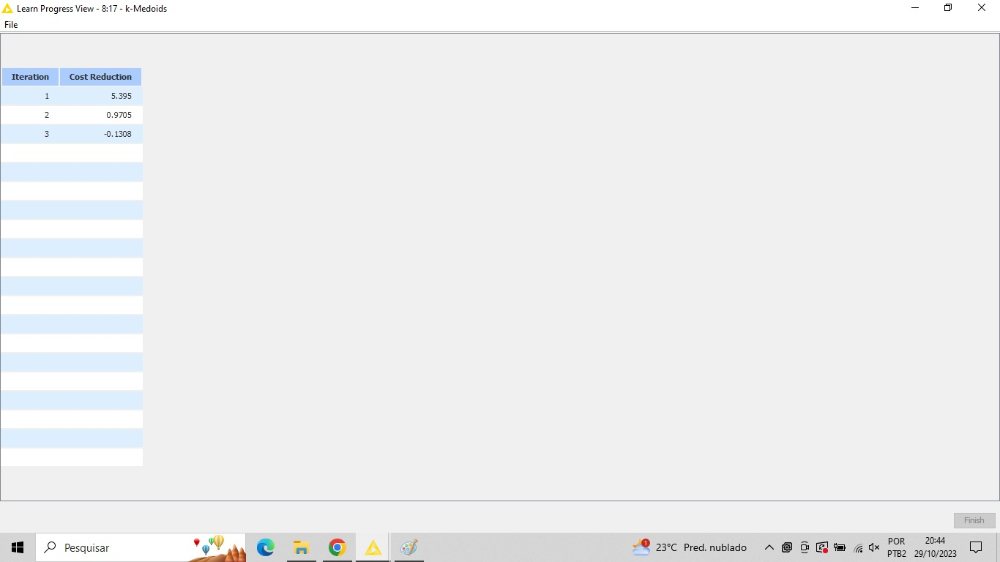 Learn Progress View - 8:17 - k-Medoids
File
Iteration Cost Reduction
1 5.395
2 0.9705
3 -0.1308
Finish
Pesquisar
1
23°C Pred. nublado
POR
PTB2
20:44
29/10/2023